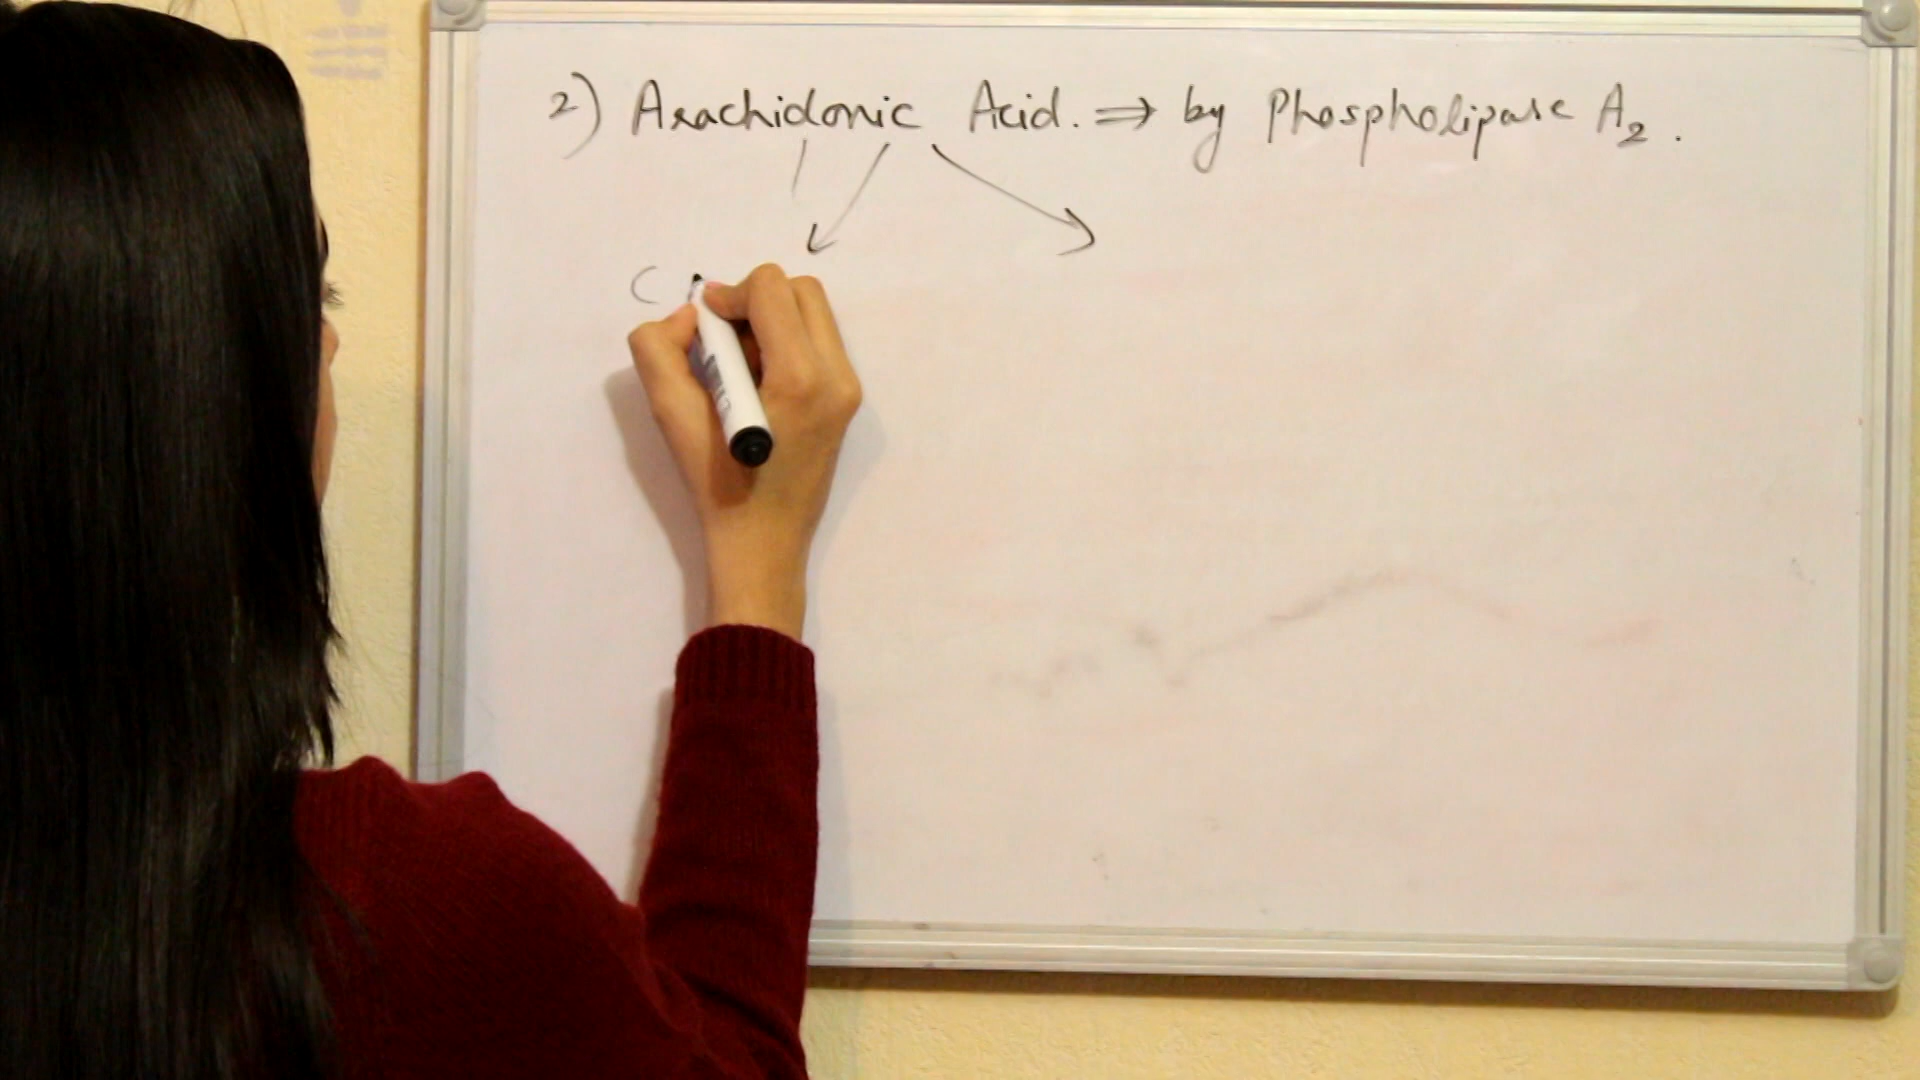 2) Arachidonic Acid. ⇒ by Phospholipase A₂.
C